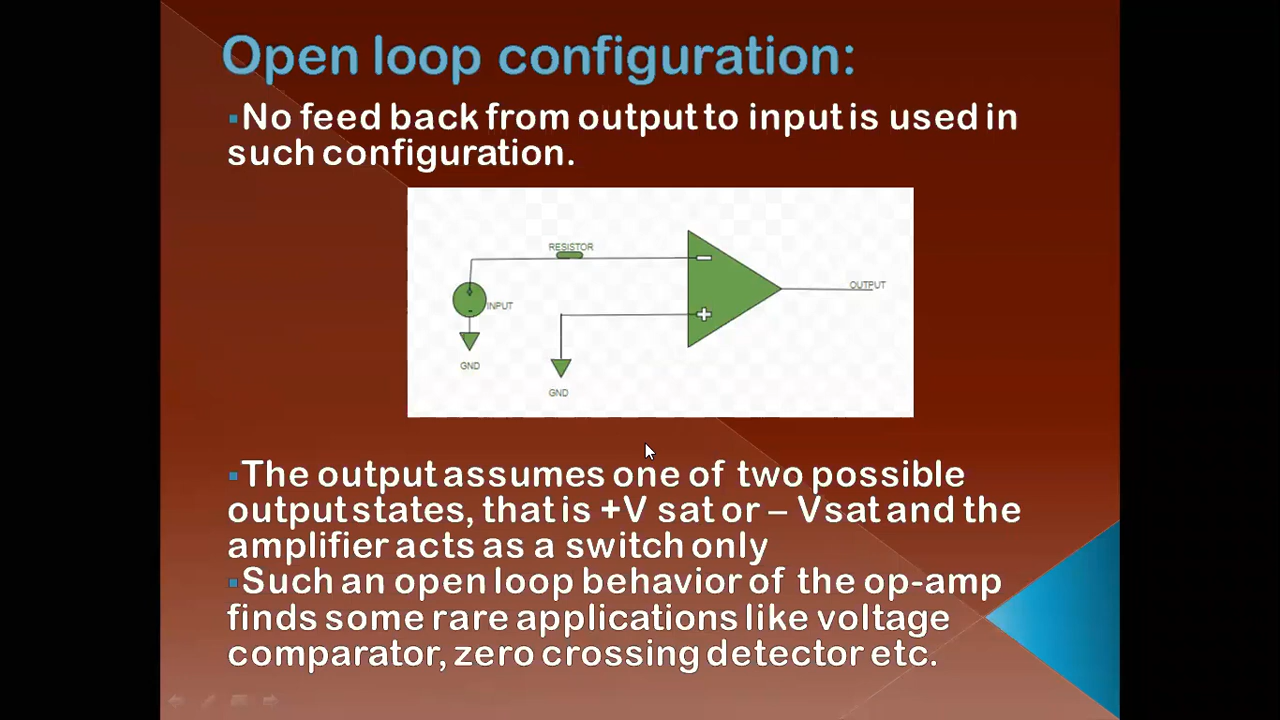 Open loop configuration:
▪No feed back from output to input is used in
such configuration.
RESISTOR
INPUT
OUTPUT
GND
GND
▪The output assumes one of two possible
output states, that is +V sat or – Vsat and the
amplifier acts as a switch only
▪Such an open loop behavior of the op-amp
finds some rare applications like voltage
comparator, zero crossing detector etc.